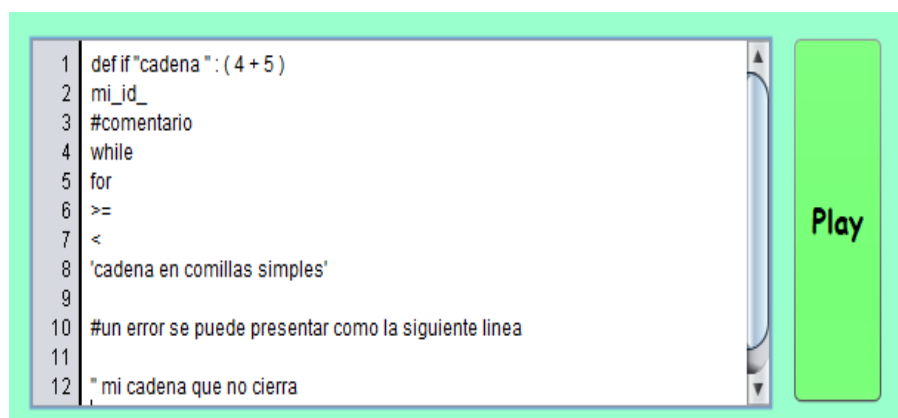 1 def if "cadena " : ( 4 + 5 )
2 mi_id_
3 #comentario
4 while
5 for
6 >=
7 <
8 'cadena en comillas simples'
9
10 #un error se puede presentar como la siguiente linea
11
12 " mi cadena que no cierra
Play